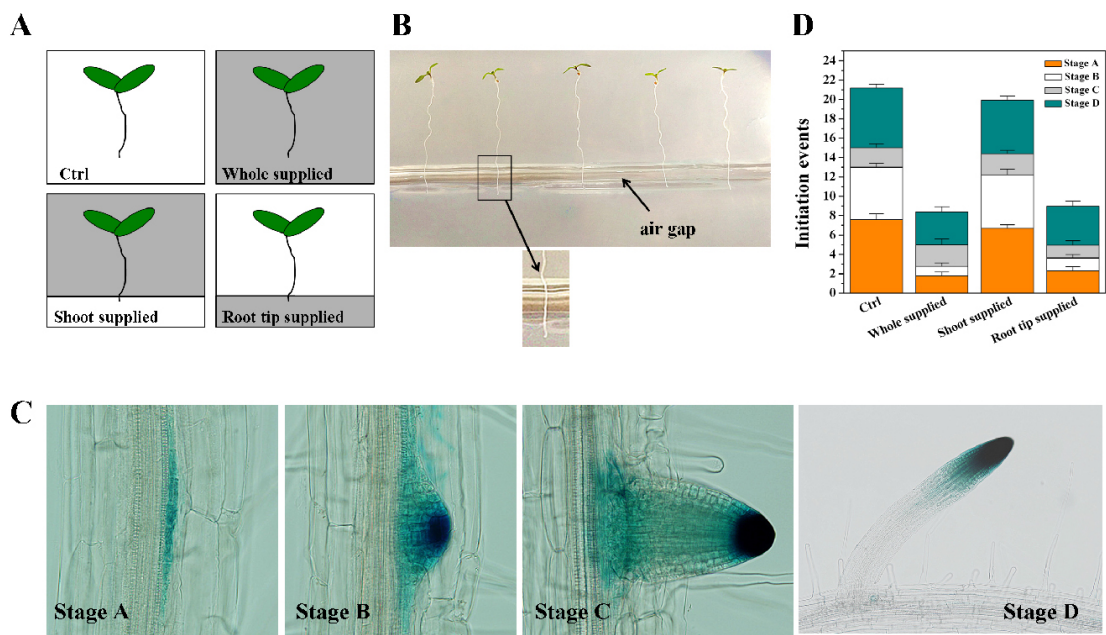 A
Ctrl
Whole supplied
Shoot supplied
Root tip supplied
B
air gap
D
Initiation events
24
22
20
18
16
14
12
10
8
6
4
2
0
Stage A
Stage B
Stage C
Stage D
Ctrl
Whole supplied
Shoot supplied
Root tip supplied
C
Stage A
Stage B
Stage C
Stage D